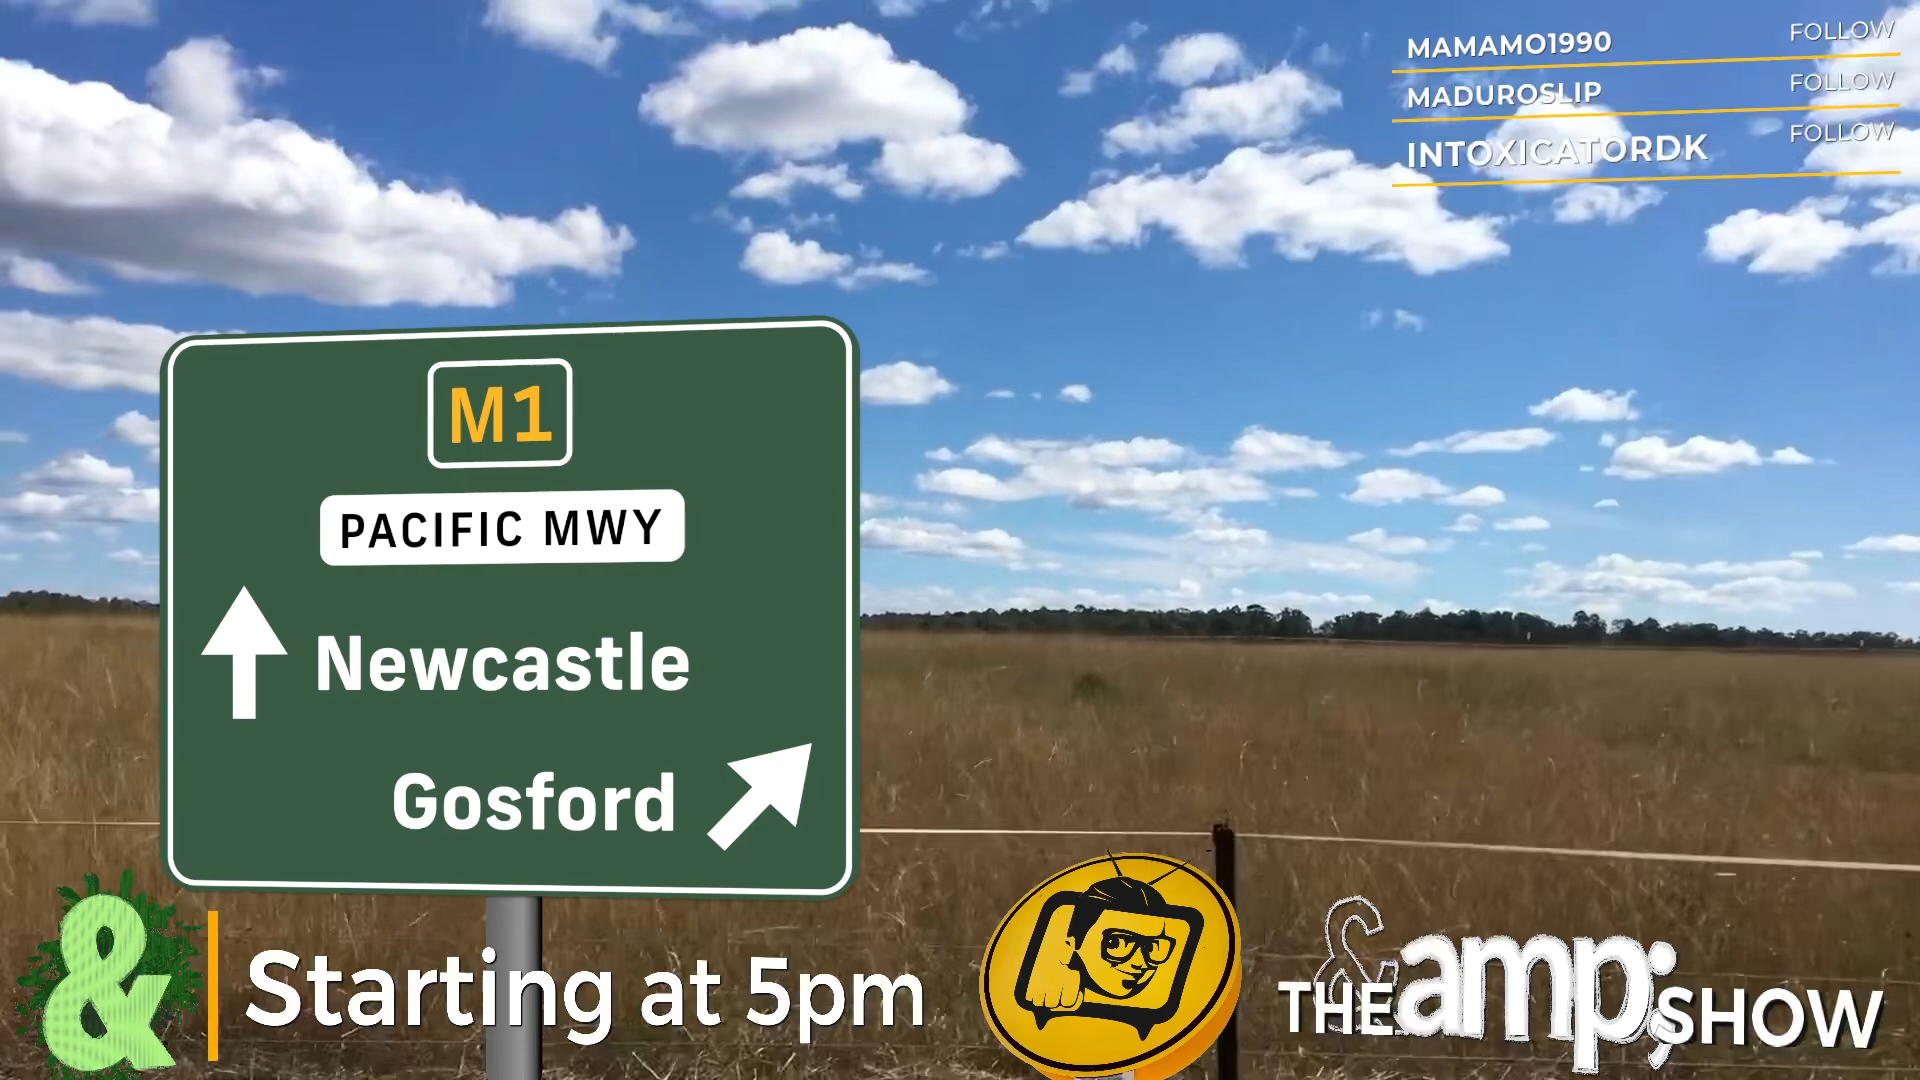 MAMAMO1990 FOLLOW
MADUROSLIP FOLLOW
INTOXICATORDK FOLLOW
M1
PACIFIC MWY
Newcastle
Gosford
& Starting at 5pm
THE &amp; SHOW